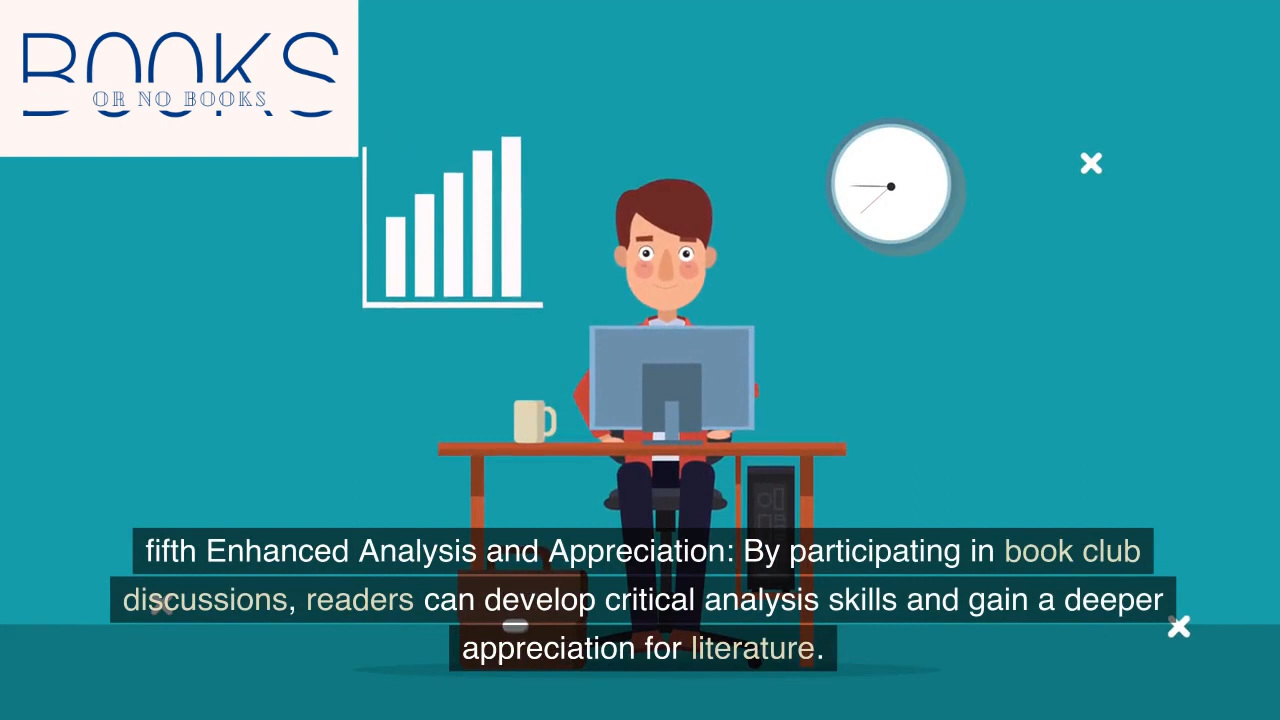 BOOKS
OR NO BOOKS
fifth Enhanced Analysis and Appreciation: By participating in book club
discussions, readers can develop critical analysis skills and gain a deeper
appreciation for literature.